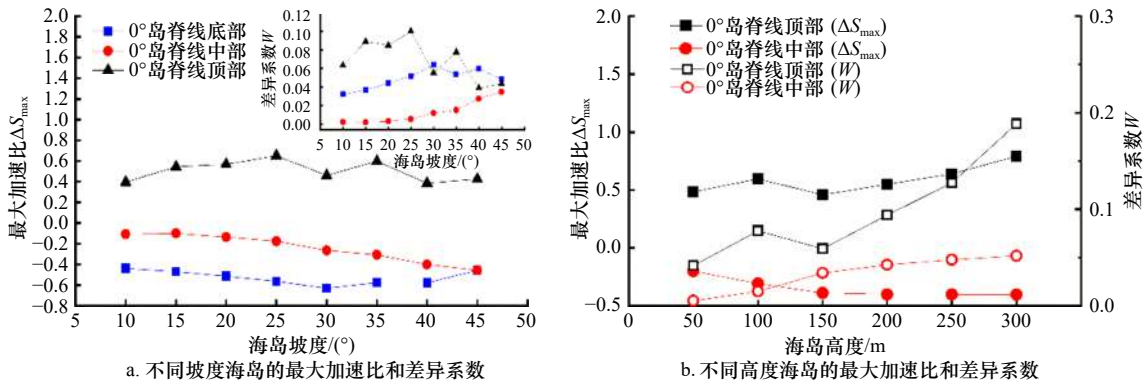 2.0
1.8
1.6
1.4
1.2
1.0
0.8
0.6
0.4
0.2
0.0
−0.2
−0.4
−0.6
−0.8
最大加速比ΔSmax
0°岛脊线底部
0°岛脊线中部
0°岛脊线顶部
0.12
0.08
0.04
0.00
差异系数W
5 10 15 20 25 30 35 40 45 50
海岛坡度/(°)
5 10 15 20 25 30 35 40 45 50
海岛坡度/(°)
a. 不同坡度海岛的最大加速比和差异系数
2.0
1.5
1.0
0.5
0.0
−0.5
最大加速比ΔSmax
0°岛脊线顶部 (ΔSmax)
0°岛脊线中部 (ΔSmax)
0°岛脊线顶部 (W)
0°岛脊线中部 (W)
0.3
0.2
0.1
0.0
差异系数W
0 50 100 150 200 250 300
海岛高度/m
b. 不同高度海岛的最大加速比和差异系数